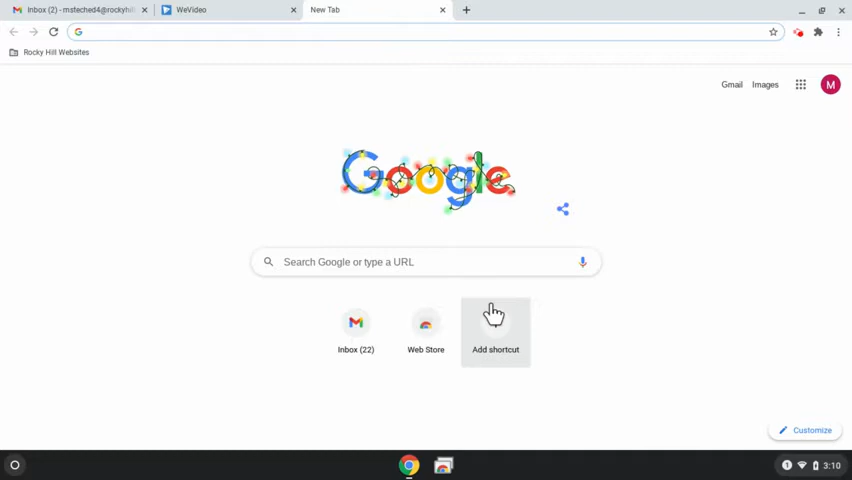 Inbox (2) - msteched4@rockyhil
WeVideo
New Tab
Rocky Hill Websites
Gmail Images
M
Google
Search Google or type a URL
Inbox (22) Web Store Add shortcut
Customize
1 3:10